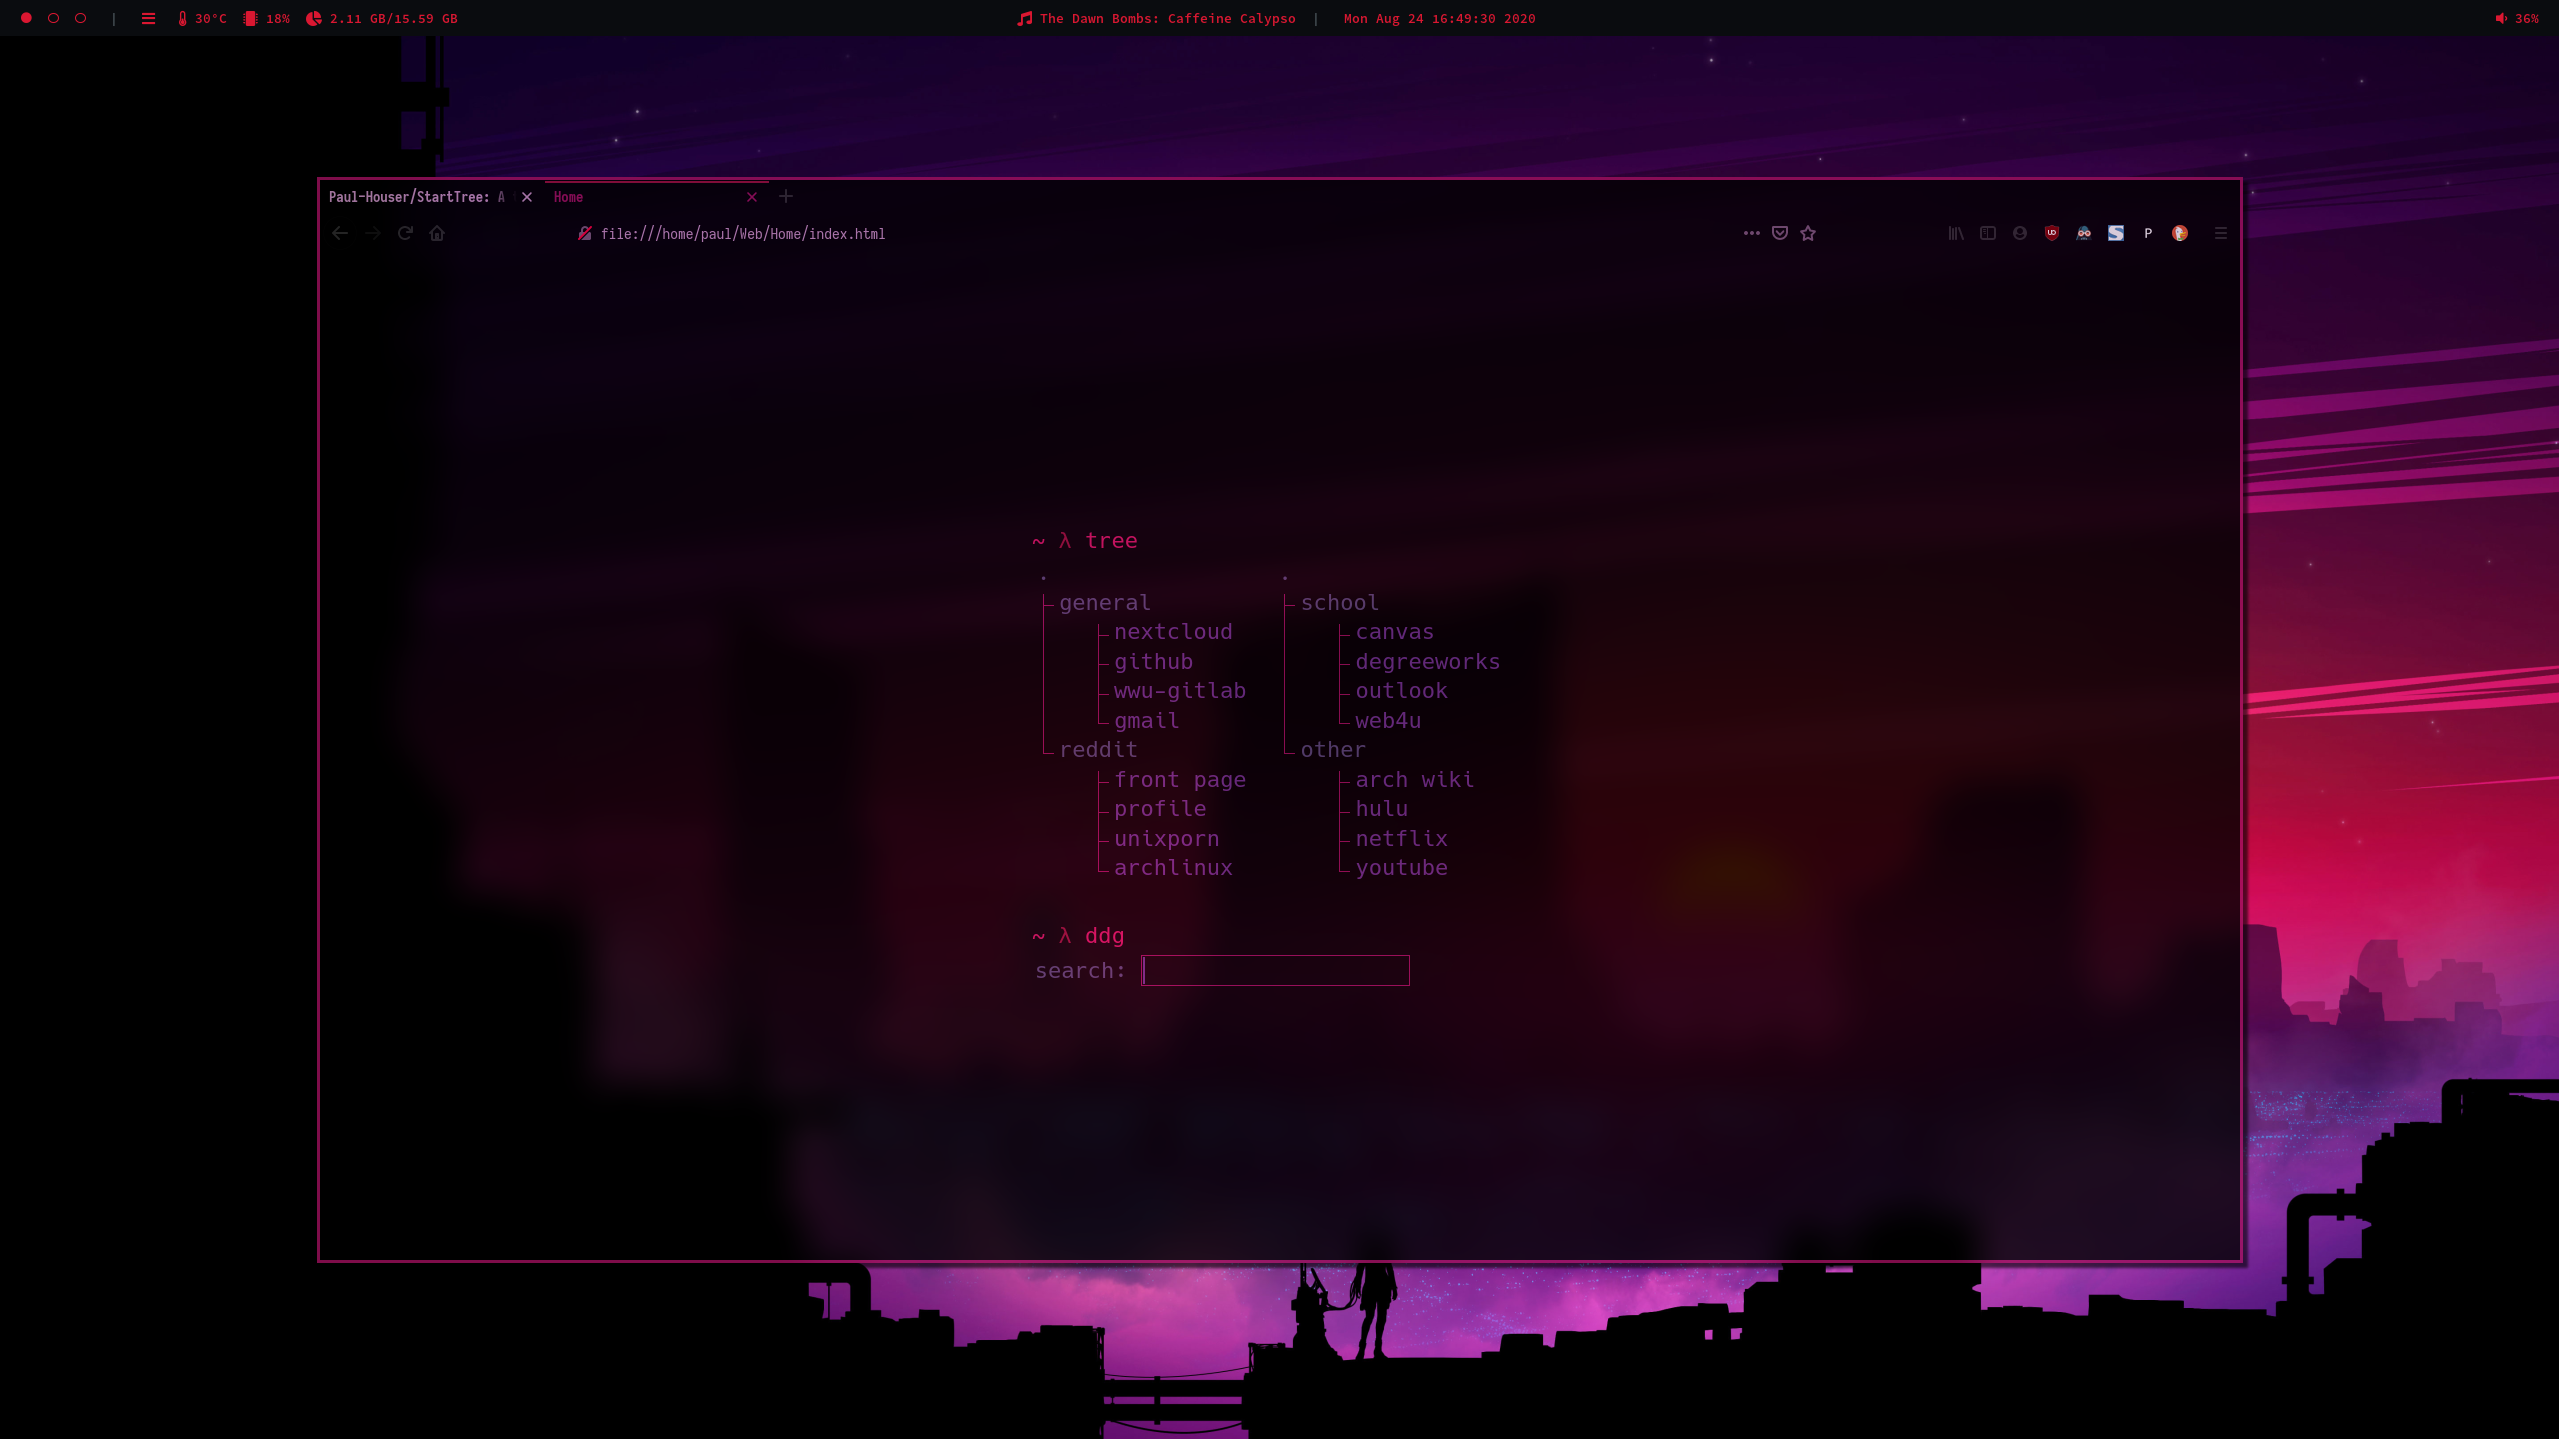 | 30°C 18% 2.11 GB/15.59 GB The Dawn Bombs: Caffeine Calypso | Mon Aug 24 16:49:30 2020 36%
Paul-Houser/StartTree: A Home
file:///home/paul/Web/Home/index.html P
~ λ tree
. .
general school
nextcloud canvas
github degreeworks
wwu-gitlab outlook
gmail web4u
reddit other
front page arch wiki
profile hulu
unixporn netflix
archlinux youtube
~ λ ddg
search: